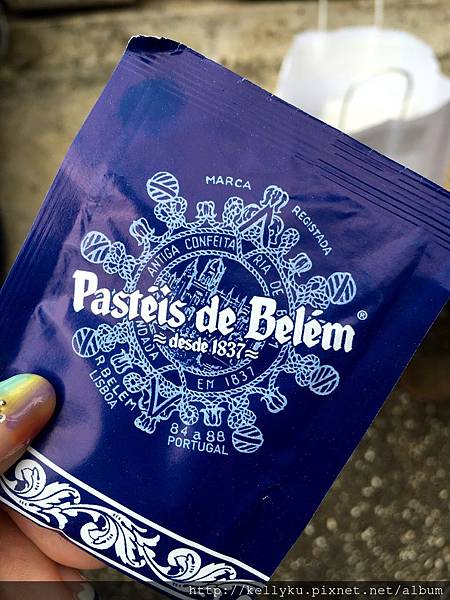 MARCA REGISTADA
ANTIGA CONFEITARIA DE
Pastéis de Belém®
≈ desde 1837 ≈
EM 1837
R. BELEM
84 a 88
LISBOA
PORTUGAL
http://kellyku.pixnet.net/album